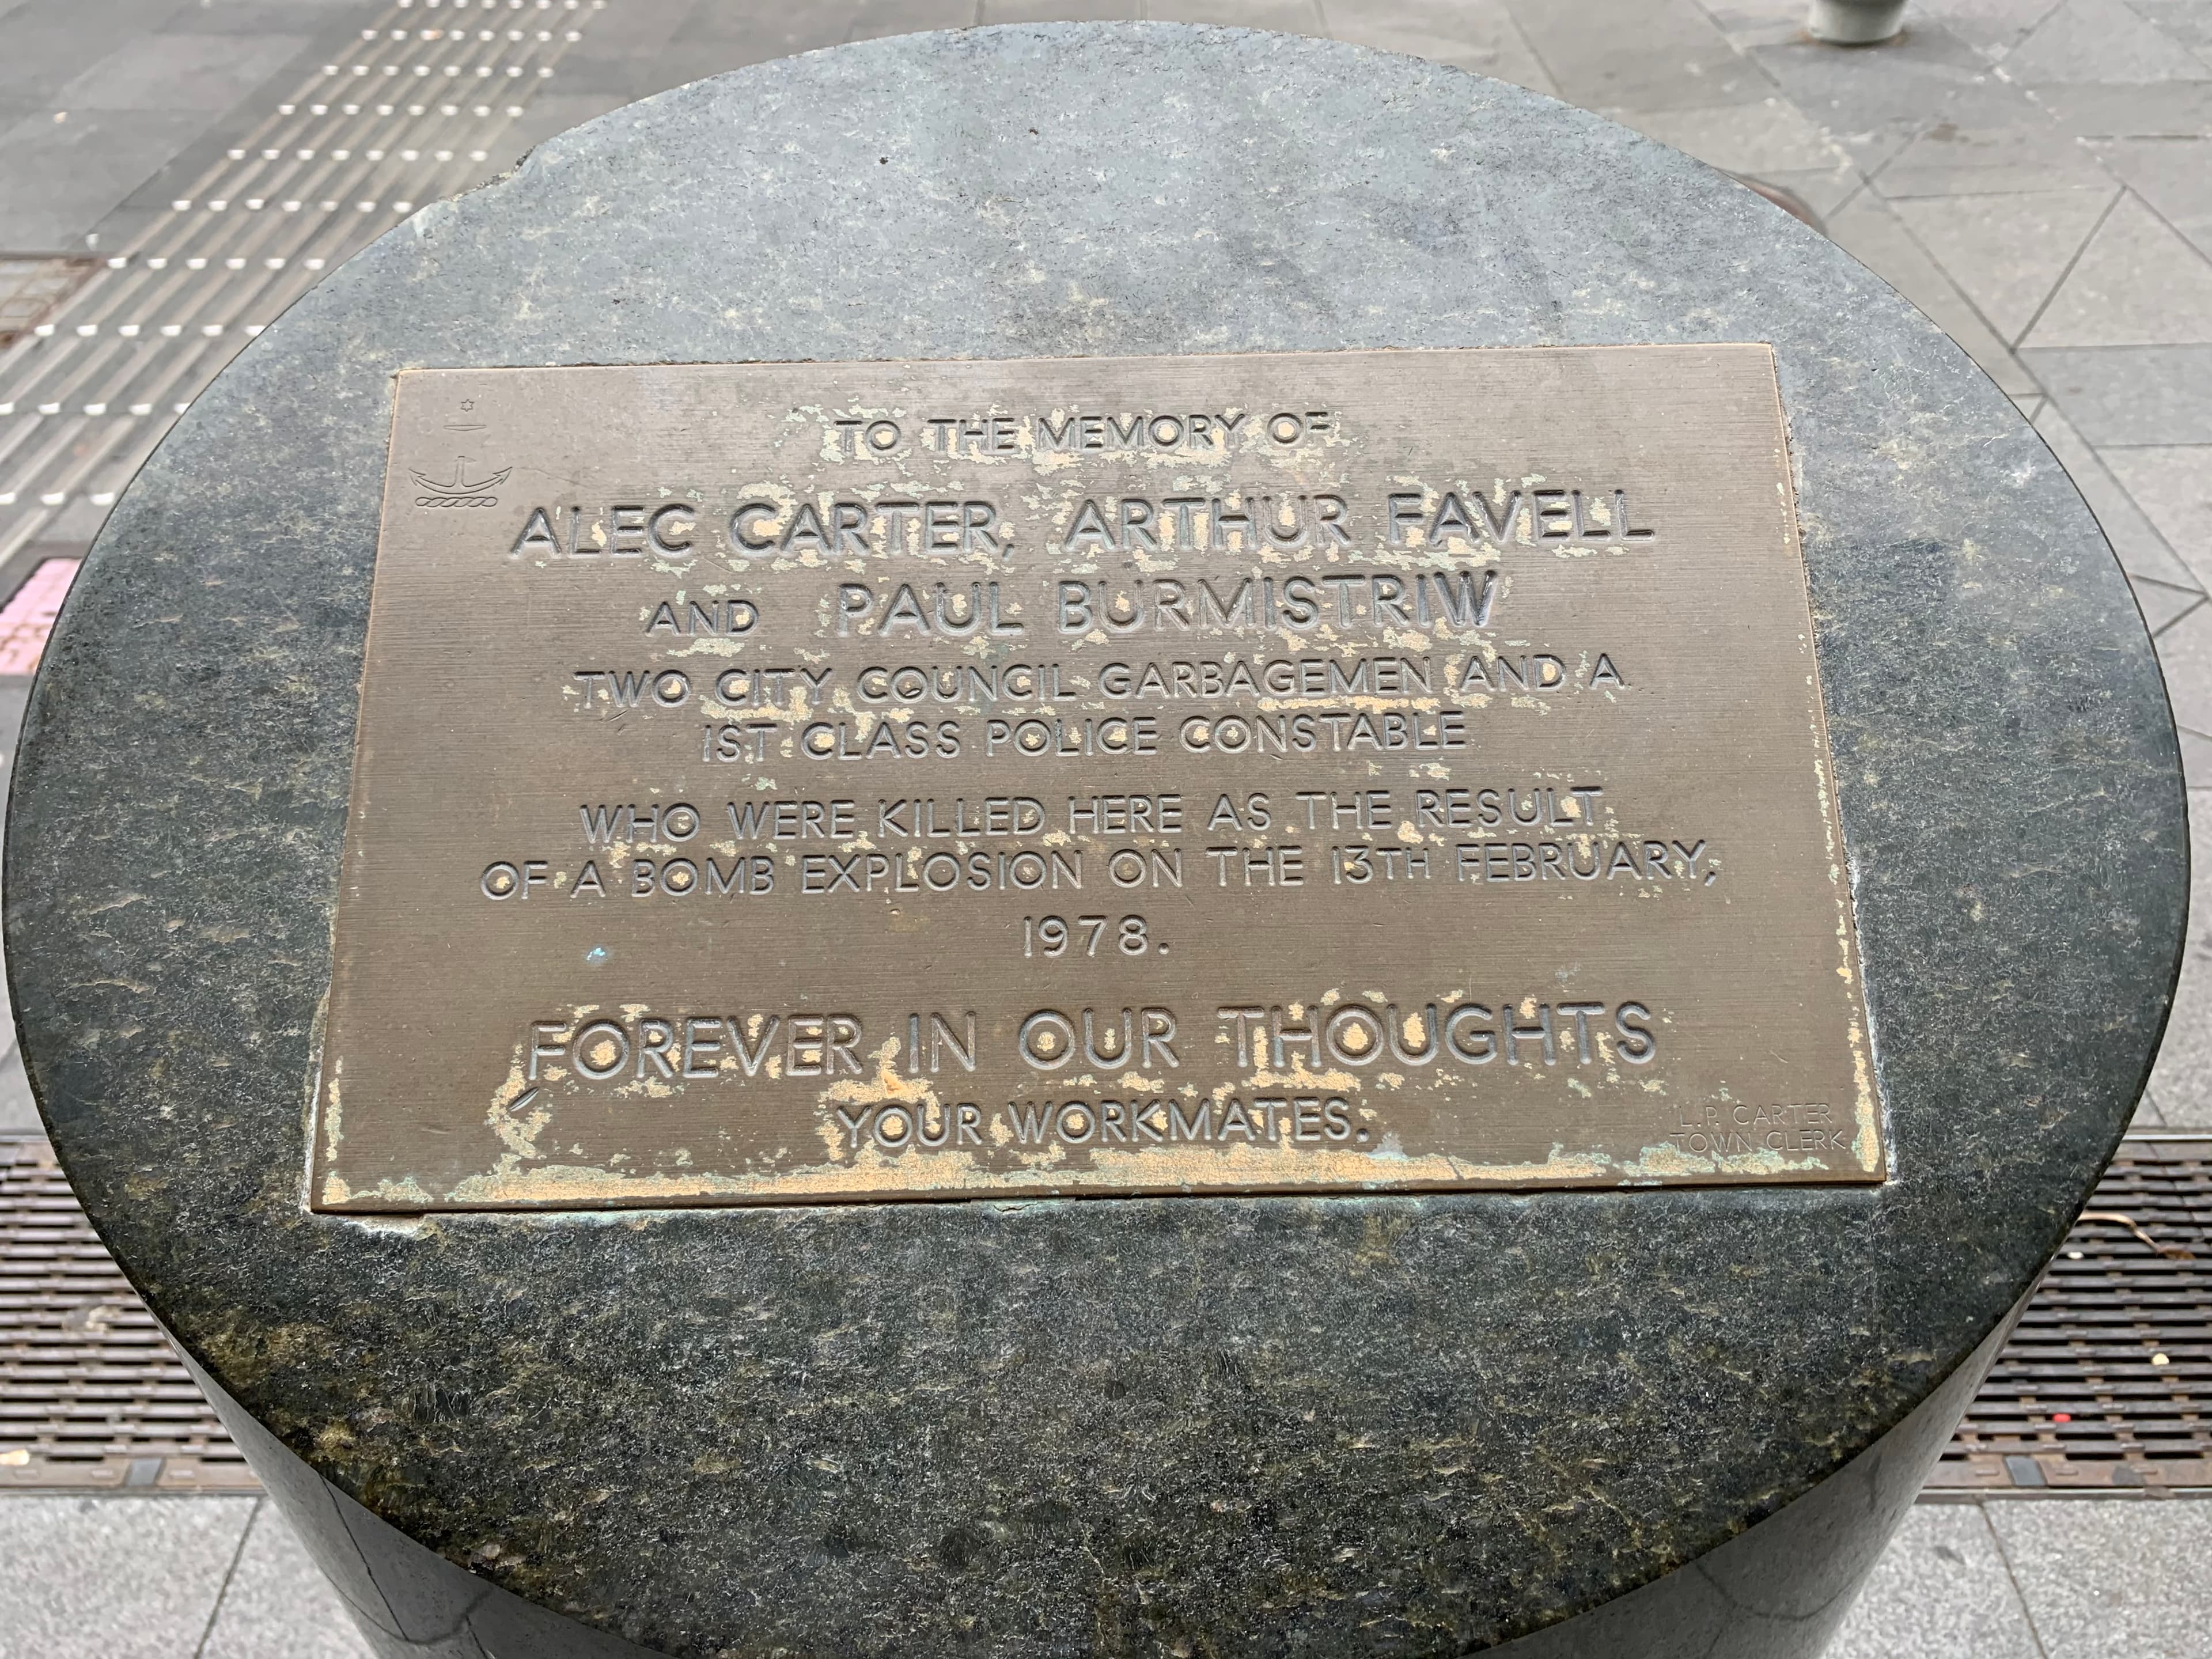 TO THE MEMORY OF
ALEC CARTER, ARTHUR FAVELL
AND PAUL BURMISTRIW
TWO CITY COUNCIL GARBAGEMEN AND A
1ST CLASS POLICE CONSTABLE
WHO WERE KILLED HERE AS THE RESULT
OF A BOMB EXPLOSION ON THE 13TH FEBRUARY,
1978.
FOREVER IN OUR THOUGHTS
YOUR WORKMATES.
L.P. CARTER
TOWN CLERK